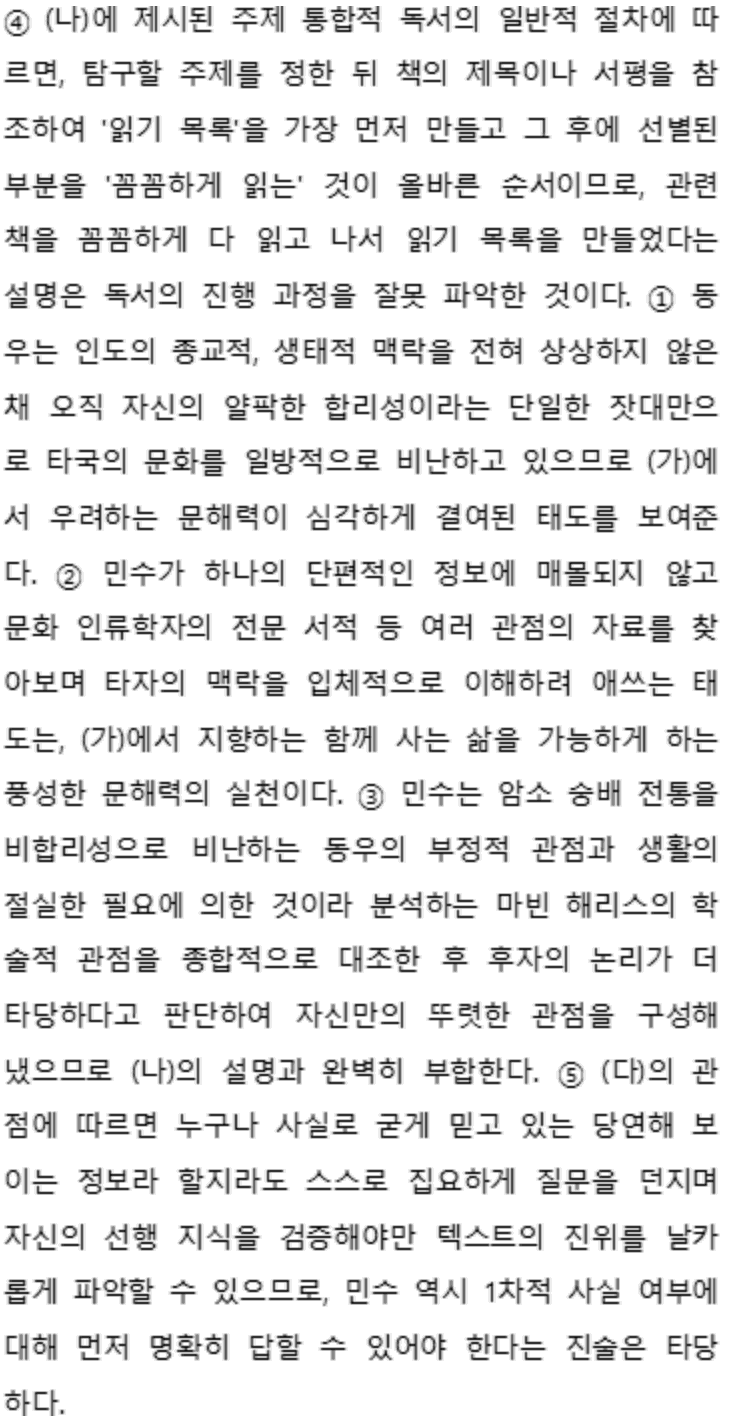 ④ (나)에 제시된 주제 통합적 독서의 일반적 절차에 따
르면, 탐구할 주제를 정한 뒤 책의 제목이나 서평을 참
조하여 '읽기 목록'을 가장 먼저 만들고 그 후에 선별된
부분을 '꼼꼼하게 읽는' 것이 올바른 순서이므로, 관련
책을 꼼꼼하게 다 읽고 나서 읽기 목록을 만들었다는
설명은 독서의 진행 과정을 잘못 파악한 것이다. ① 동
우는 인도의 종교적, 생태적 맥락을 전혀 상상하지 않은
채 오직 자신의 얄팍한 합리성이라는 단일한 잣대만으
로 타국의 문화를 일방적으로 비난하고 있으므로 (가)에
서 우려하는 문해력이 심각하게 결여된 태도를 보여준
다. ② 민수가 하나의 단편적인 정보에 매몰되지 않고
문화 인류학자의 전문 서적 등 여러 관점의 자료를 찾
아보며 타자의 맥락을 입체적으로 이해하려 애쓰는 태
도는, (가)에서 지향하는 함께 사는 삶을 가능하게 하는
풍성한 문해력의 실천이다. ③ 민수는 암소 숭배 전통을
비합리성으로 비난하는 동우의 부정적 관점과 생활의
절실한 필요에 의한 것이라 분석하는 마빈 해리스의 학
술적 관점을 종합적으로 대조한 후 후자의 논리가 더
타당하다고 판단하여 자신만의 뚜렷한 관점을 구성해
냈으므로 (나)의 설명과 완벽히 부합한다. ⑤ (다)의 관
점에 따르면 누구나 사실로 굳게 믿고 있는 당연해 보
이는 정보라 할지라도 스스로 집요하게 질문을 던지며
자신의 선행 지식을 검증해야만 텍스트의 진위를 날카
롭게 파악할 수 있으므로, 민수 역시 1차적 사실 여부에
대해 먼저 명확히 답할 수 있어야 한다는 진술은 타당
하다.